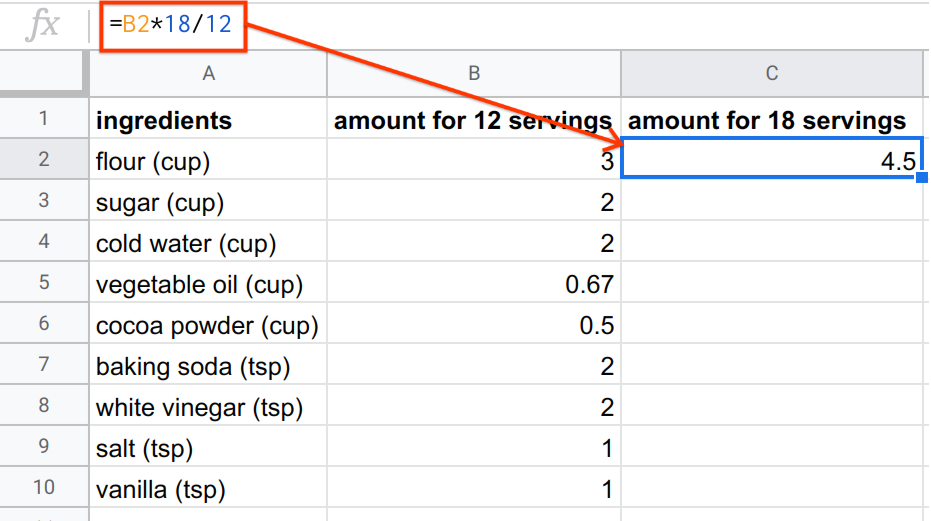 fx =B2*18/12
A B C
1 ingredients amount for 12 servings amount for 18 servings
2 flour (cup) 3 4.5
3 sugar (cup) 2
4 cold water (cup) 2
5 vegetable oil (cup) 0.67
6 cocoa powder (cup) 0.5
7 baking soda (tsp) 2
8 white vinegar (tsp) 2
9 salt (tsp) 1
10 vanilla (tsp) 1